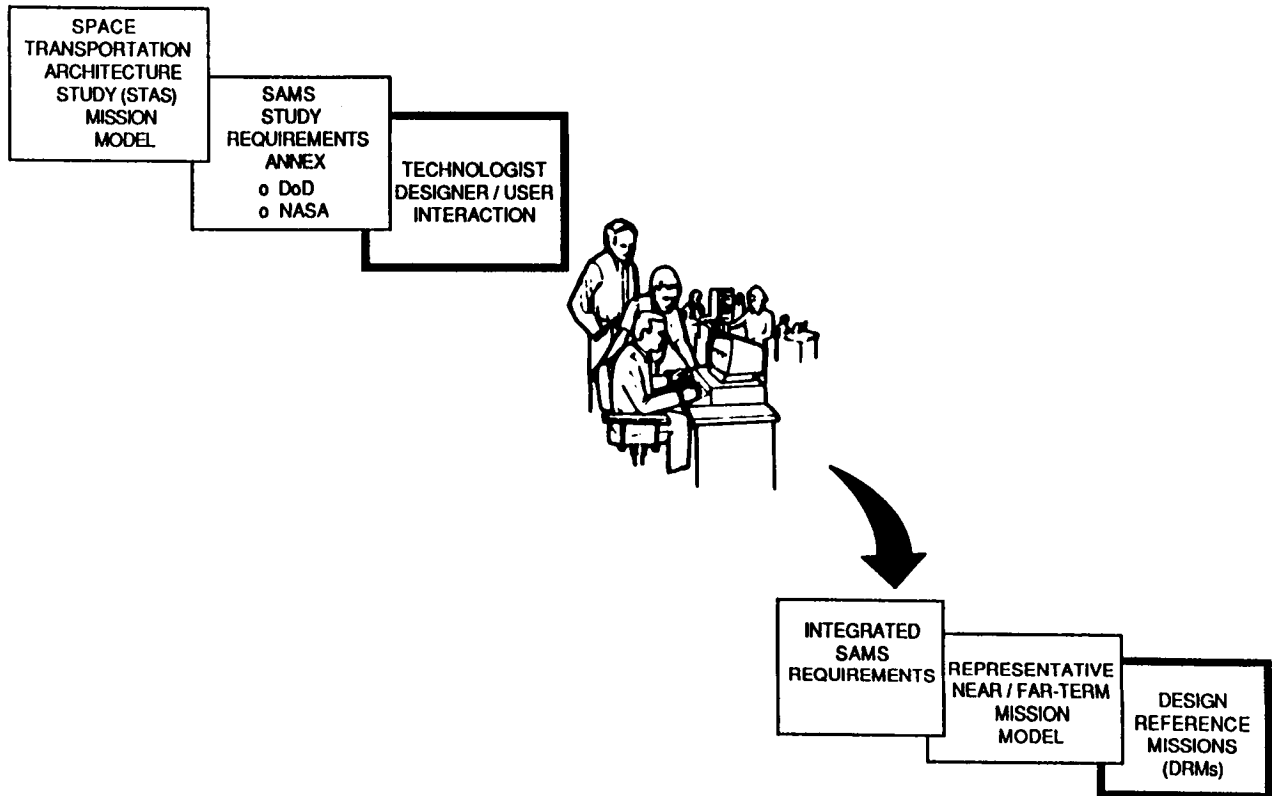 SPACE
TRANSPORTATION
ARCHITECTURE
STUDY (STAS)
MISSION
MODEL
SAMS
STUDY
REQUIREMENTS
ANNEX
o DoD
o NASA
TECHNOLOGIST
DESIGNER / USER
INTERACTION
INTEGRATED
SAMS
REQUIREMENTS
REPRESENTATIVE
NEAR / FAR-TERM
MISSION
MODEL
DESIGN
REFERENCE
MISSIONS
(DRMs)